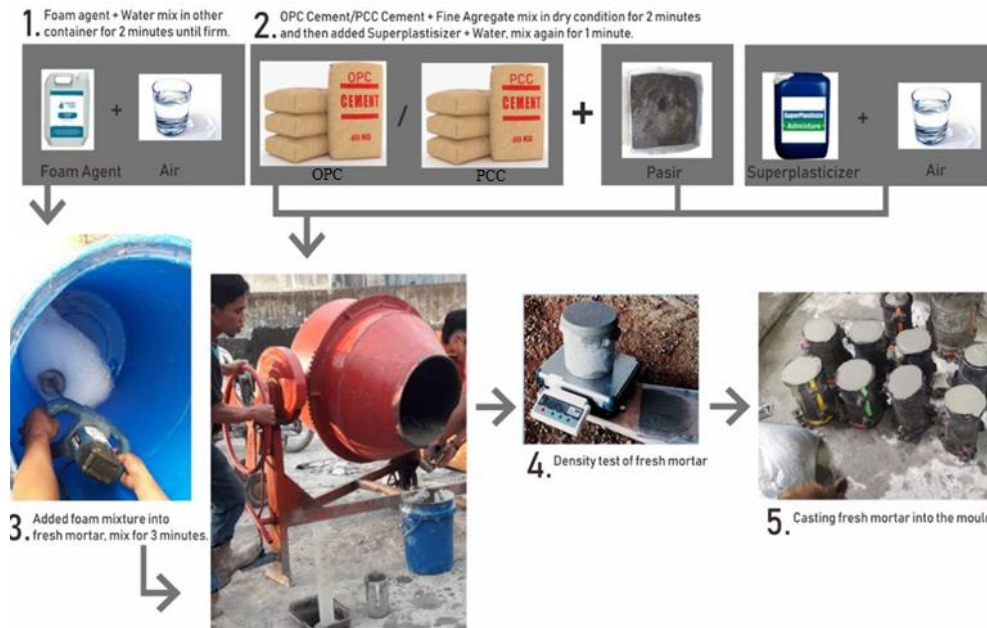 1. Foam agent + Water mix in other
container for 2 minutes until firm.
2. OPC Cement/PCC Cement + Fine Agregate mix in dry condition for 2 minutes
and then added Superplastisizer + Water, mix again for 1 minute.
+
OPC
CEMENT
/
PCC
CEMENT
+
SuperPlasticize
Admixture
+
Foam Agent
Air
OPC
PCC
Pasir
Superplasticizer
Air
3. Added foam mixture into
fresh mortar, mix for 3 minutes.
4. Density test of fresh mortar
5. Casting fresh mortar into the mould